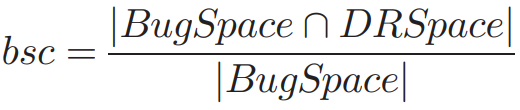 bsc = |BugSpace ∩ DRSpace| / |BugSpace|